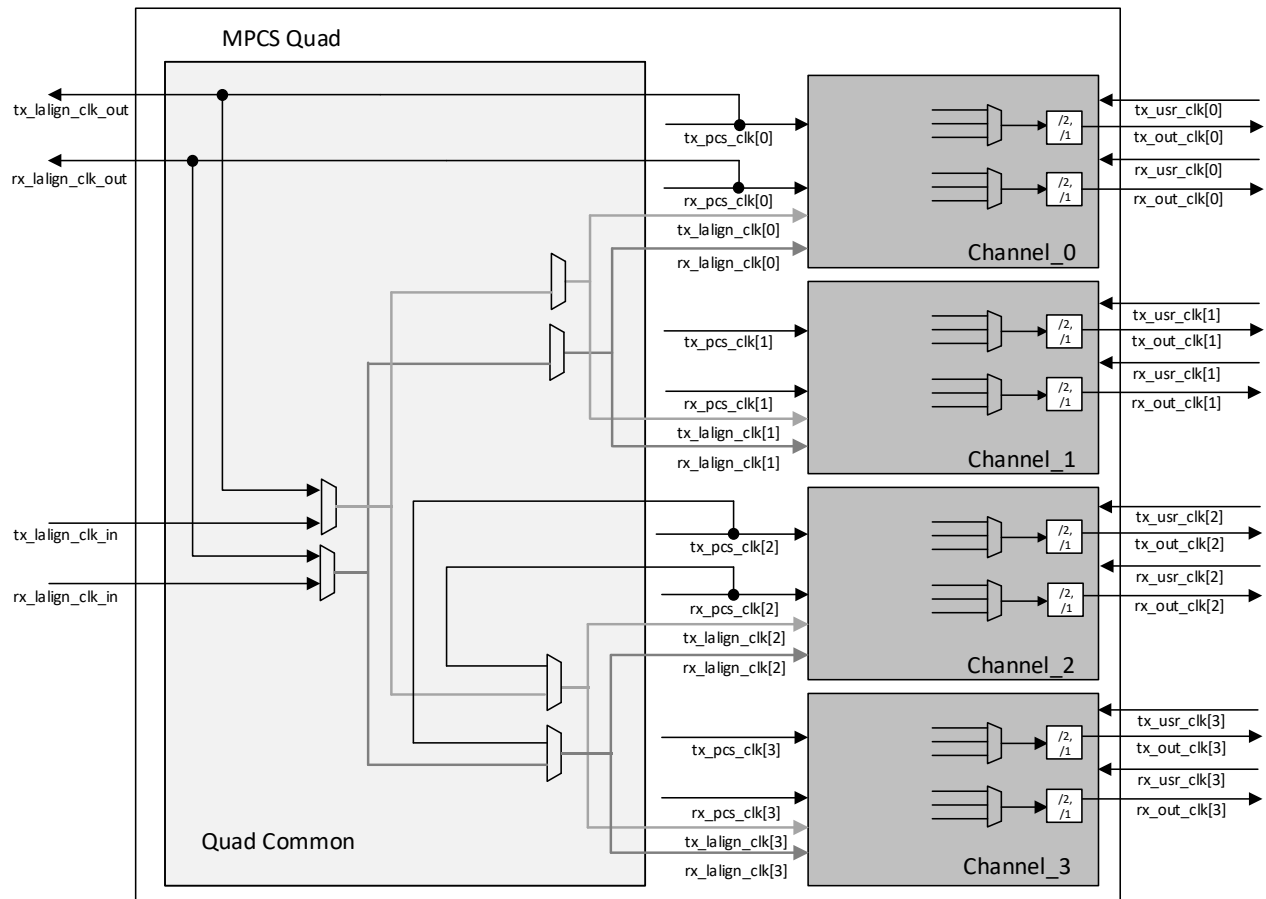 MPCS Quad
tx_lalign_clk_out
rx_lalign_clk_out
tx_lalign_clk_in
rx_lalign_clk_in
Quad Common
tx_pcs_clk[0]
rx_pcs_clk[0]
tx_lalign_clk[0]
rx_lalign_clk[0]
/2,
/1
/2,
/1
Channel_0
tx_usr_clk[0]
tx_out_clk[0]
rx_usr_clk[0]
rx_out_clk[0]
tx_pcs_clk[1]
rx_pcs_clk[1]
tx_lalign_clk[1]
rx_lalign_clk[1]
/2,
/1
/2,
/1
Channel_1
tx_usr_clk[1]
tx_out_clk[1]
rx_usr_clk[1]
rx_out_clk[1]
tx_pcs_clk[2]
rx_pcs_clk[2]
tx_lalign_clk[2]
rx_lalign_clk[2]
/2,
/1
/2,
/1
Channel_2
tx_usr_clk[2]
tx_out_clk[2]
rx_usr_clk[2]
rx_out_clk[2]
tx_pcs_clk[3]
rx_pcs_clk[3]
tx_lalign_clk[3]
rx_lalign_clk[3]
/2,
/1
/2,
/1
Channel_3
tx_usr_clk[3]
tx_out_clk[3]
rx_usr_clk[3]
rx_out_clk[3]